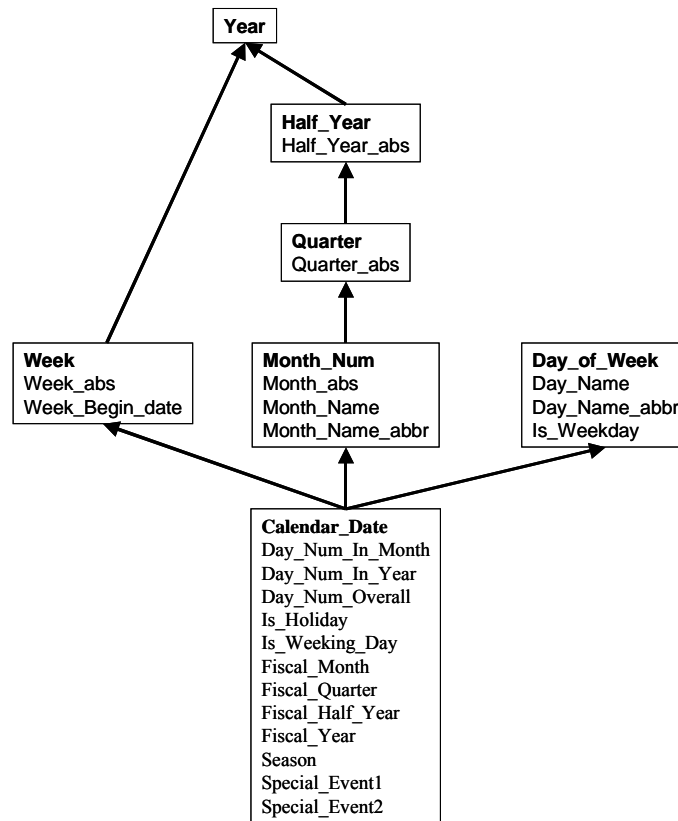 Year
Half_Year
Half_Year_abs
Quarter
Quarter_abs
Week
Week_abs
Week_Begin_date
Month_Num
Month_abs
Month_Name
Month_Name_abbr
Day_of_Week
Day_Name
Day_Name_abbr
Is_Weekday
Calendar_Date
Day_Num_In_Month
Day_Num_In_Year
Day_Num_Overall
Is_Holiday
Is_Weeking_Day
Fiscal_Month
Fiscal_Quarter
Fiscal_Half_Year
Fiscal_Year
Season
Special_Event1
Special_Event2